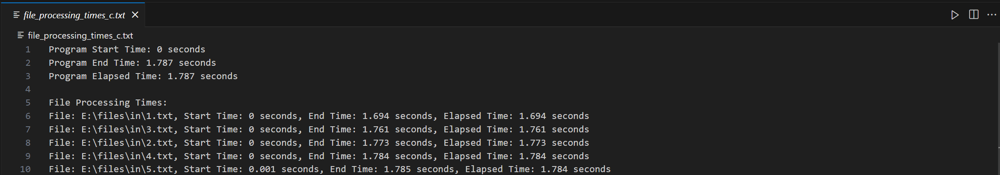 file_processing_times_c.txt
file_processing_times_c.txt
1 Program Start Time: 0 seconds
2 Program End Time: 1.787 seconds
3 Program Elapsed Time: 1.787 seconds
4
5 File Processing Times:
6 File: E:\files\in\1.txt, Start Time: 0 seconds, End Time: 1.694 seconds, Elapsed Time: 1.694 seconds
7 File: E:\files\in\3.txt, Start Time: 0 seconds, End Time: 1.761 seconds, Elapsed Time: 1.761 seconds
8 File: E:\files\in\2.txt, Start Time: 0 seconds, End Time: 1.773 seconds, Elapsed Time: 1.773 seconds
9 File: E:\files\in\4.txt, Start Time: 0 seconds, End Time: 1.784 seconds, Elapsed Time: 1.784 seconds
10 File: E:\files\in\5.txt, Start Time: 0.001 seconds, End Time: 1.785 seconds, Elapsed Time: 1.784 seconds